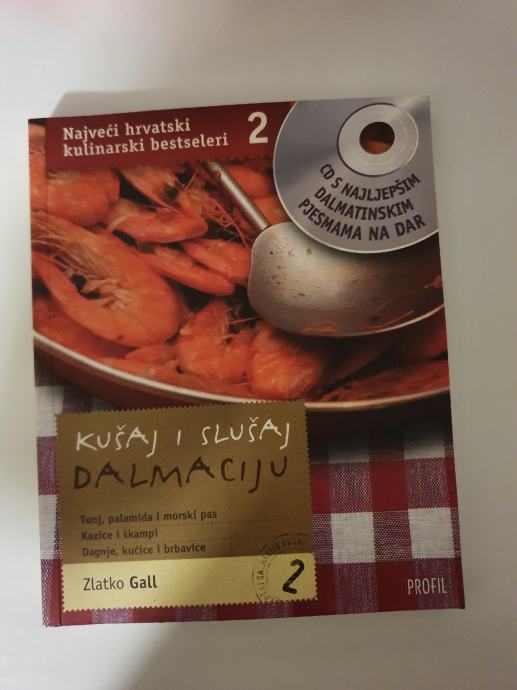 Najveći hrvatski
kulinarski bestseleri
2
CD S NAJLJEPŠIM
DALMATINSKIM
PJESMAMA NA DAR
KUŠAJ I SLUŠAJ
DALMACIJU
Tunj, palamida i morski pas
Kozice i škampi
Dagnje, kućice i brbavice
Zlatko Gall
2
PROFIL